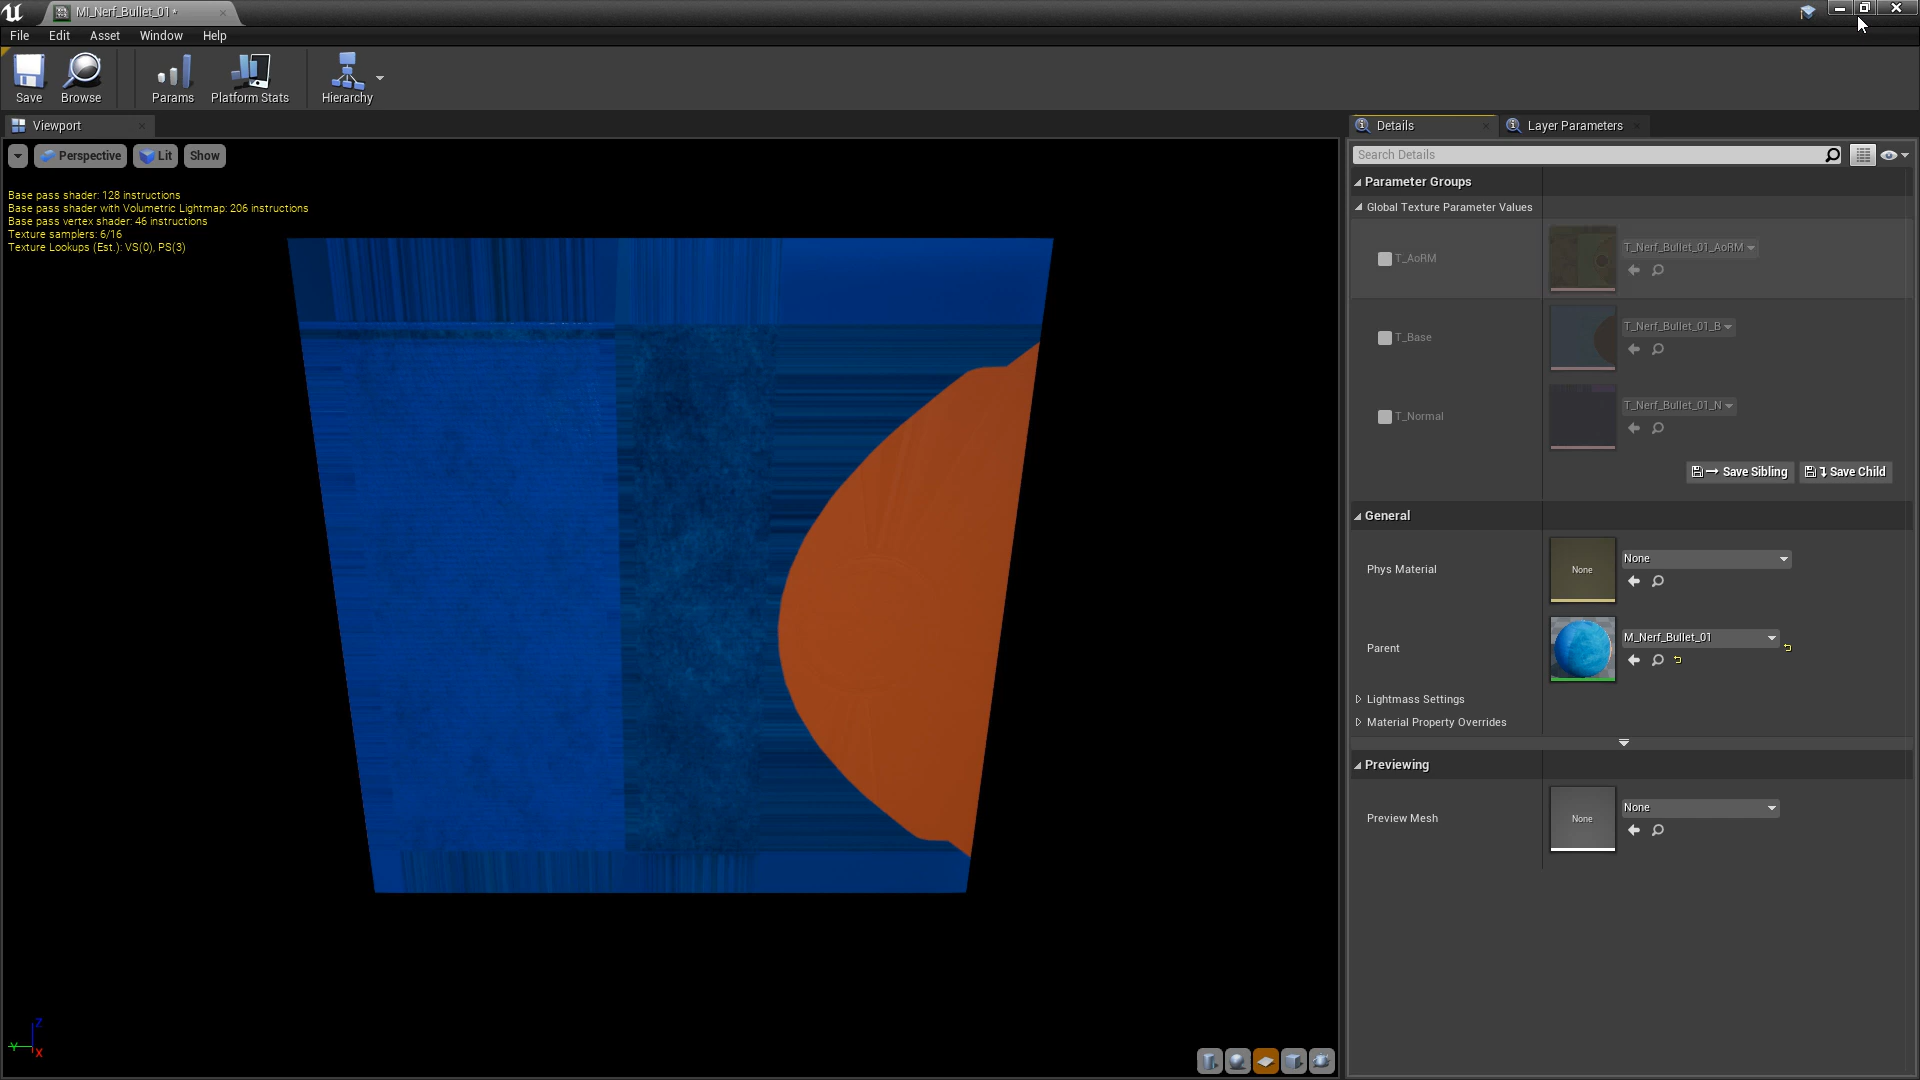 MI_Nerf_Bullet_01*
File Edit Asset Window Help
Save Browse Params Platform Stats Hierarchy
Viewport
Details
Layer Parameters
Perspective Lit Show
Search Details
Base pass shader: 128 instructions
Base pass shader with Volumetric Lightmap: 206 instructions
Base pass vertex shader: 46 instructions
Texture samplers: 6/16
Texture Lookups (Est.): VS(0), PS(3)
Parameter Groups
Global Texture Parameter Values
T_AoRM
T_Nerf_Bullet_01_AoRM
T_Base
T_Nerf_Bullet_01_B
T_Normal
T_Nerf_Bullet_01_N
Save Sibling
Save Child
General
Phys Material
None
None
Parent
M_Nerf_Bullet_01
Lightmass Settings
Material Property Overrides
Previewing
Preview Mesh
None
None
Z
Y
X